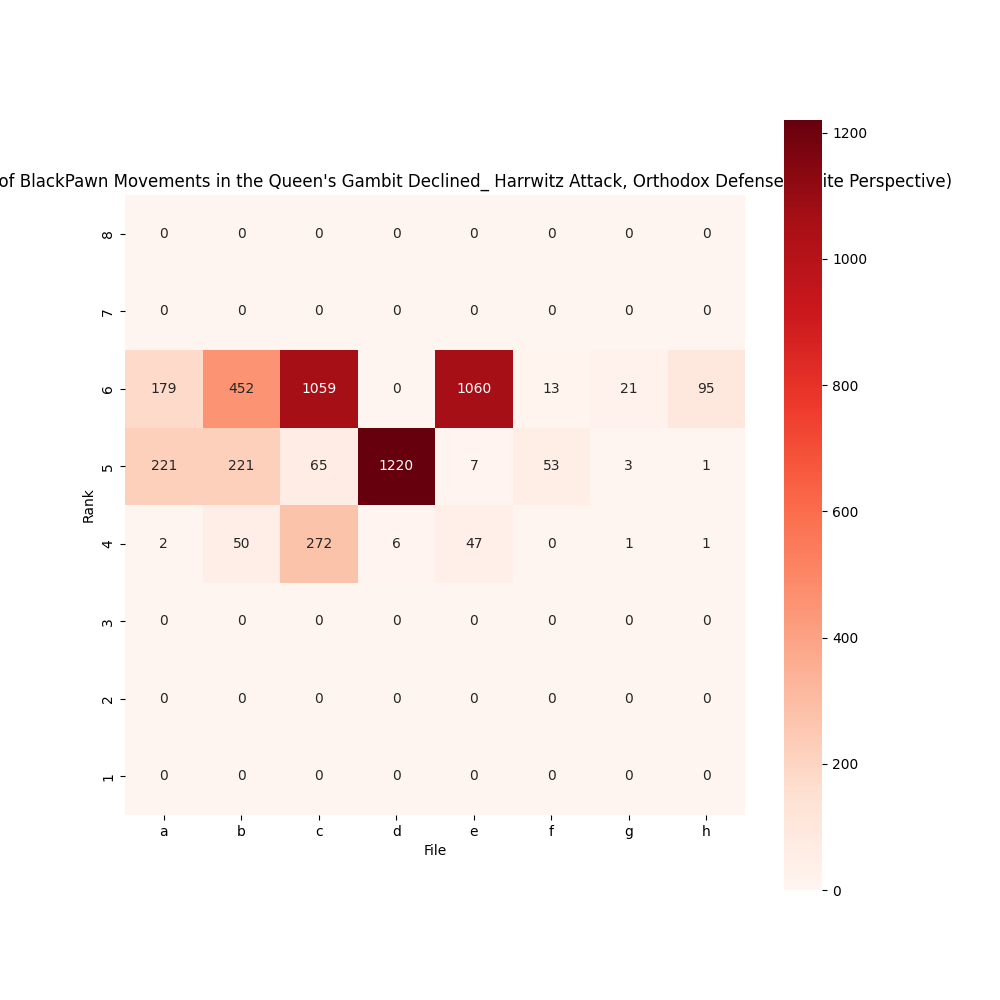 of BlackPawn Movements in the Queen's Gambit Declined_ Harrwitz Attack, Orthodox Defense ite Perspective)
8 0 0 0 0 0 0 0 0
7 0 0 0 0 0 0 0 0
6 179 452 1059 0 1060 13 21 95
5 221 221 65 1220 7 53 3 1
4 2 50 272 6 47 0 1 1
3 0 0 0 0 0 0 0 0
2 0 0 0 0 0 0 0 0
1 0 0 0 0 0 0 0 0
a b c d e f g h
File
Rank
1200
1000
800
600
400
200
0